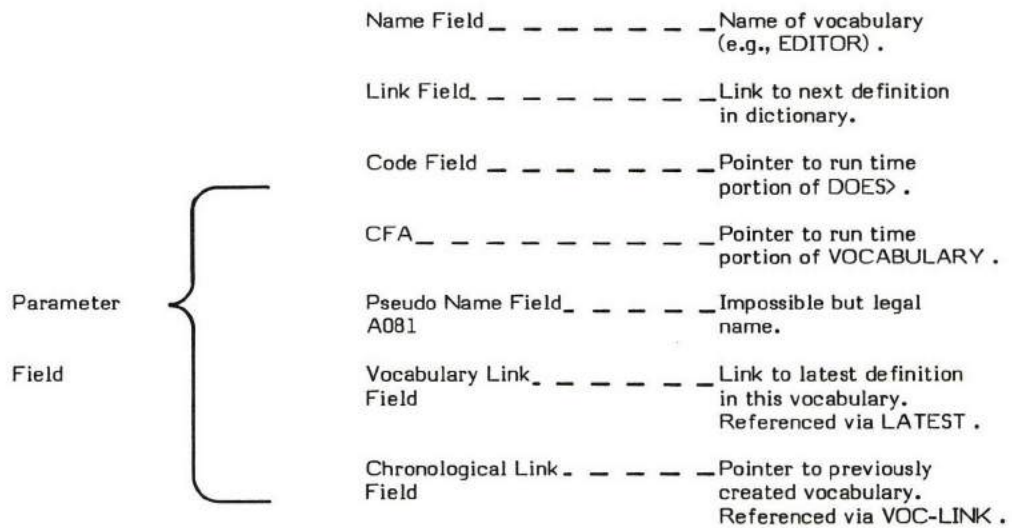 Name Field _ _ _ _ _ _ Name of vocabulary
(e.g., EDITOR) .
Link Field _ _ _ _ _ _ Link to next definition
in dictionary.
Code Field _ _ _ _ _ _ Pointer to run time
portion of DOES> .
CFA _ _ _ _ _ _ _ _ Pointer to run time
portion of VOCABULARY .
Parameter
Field
Pseudo Name Field _ _ _ _ Impossible but legal
A081 name.
Vocabulary Link _ _ _ _ _ Link to latest definition
Field in this vocabulary.
Referenced via LATEST .
Chronological Link _ _ _ _ Pointer to previously
Field created vocabulary.
Referenced via VOC-LINK .